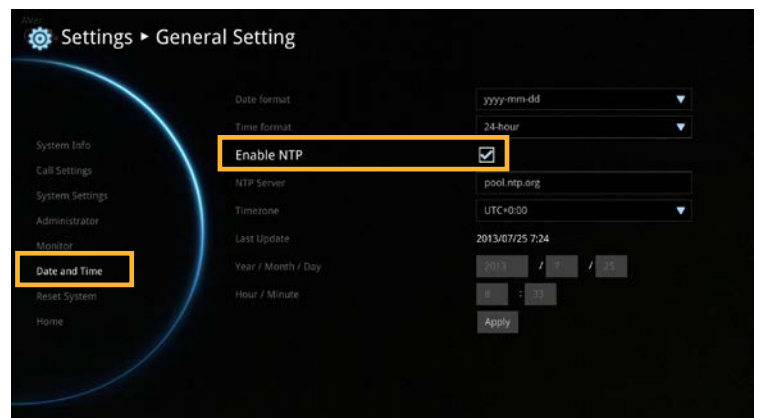 AVer
Settings ► General Setting
Date format yyyy-mm-dd
Time format 24-hour
System Info
Enable NTP
Call Settings
NTP Server pool.ntp.org
System Settings
Timezone UTC+0:00
Administrator
Last Update 2013/07/25 7:24
Monitor
Year / Month / Day 2013 / 7 / 25
Date and Time
Hour / Minute 8 : 33
Reset System
Home
Apply